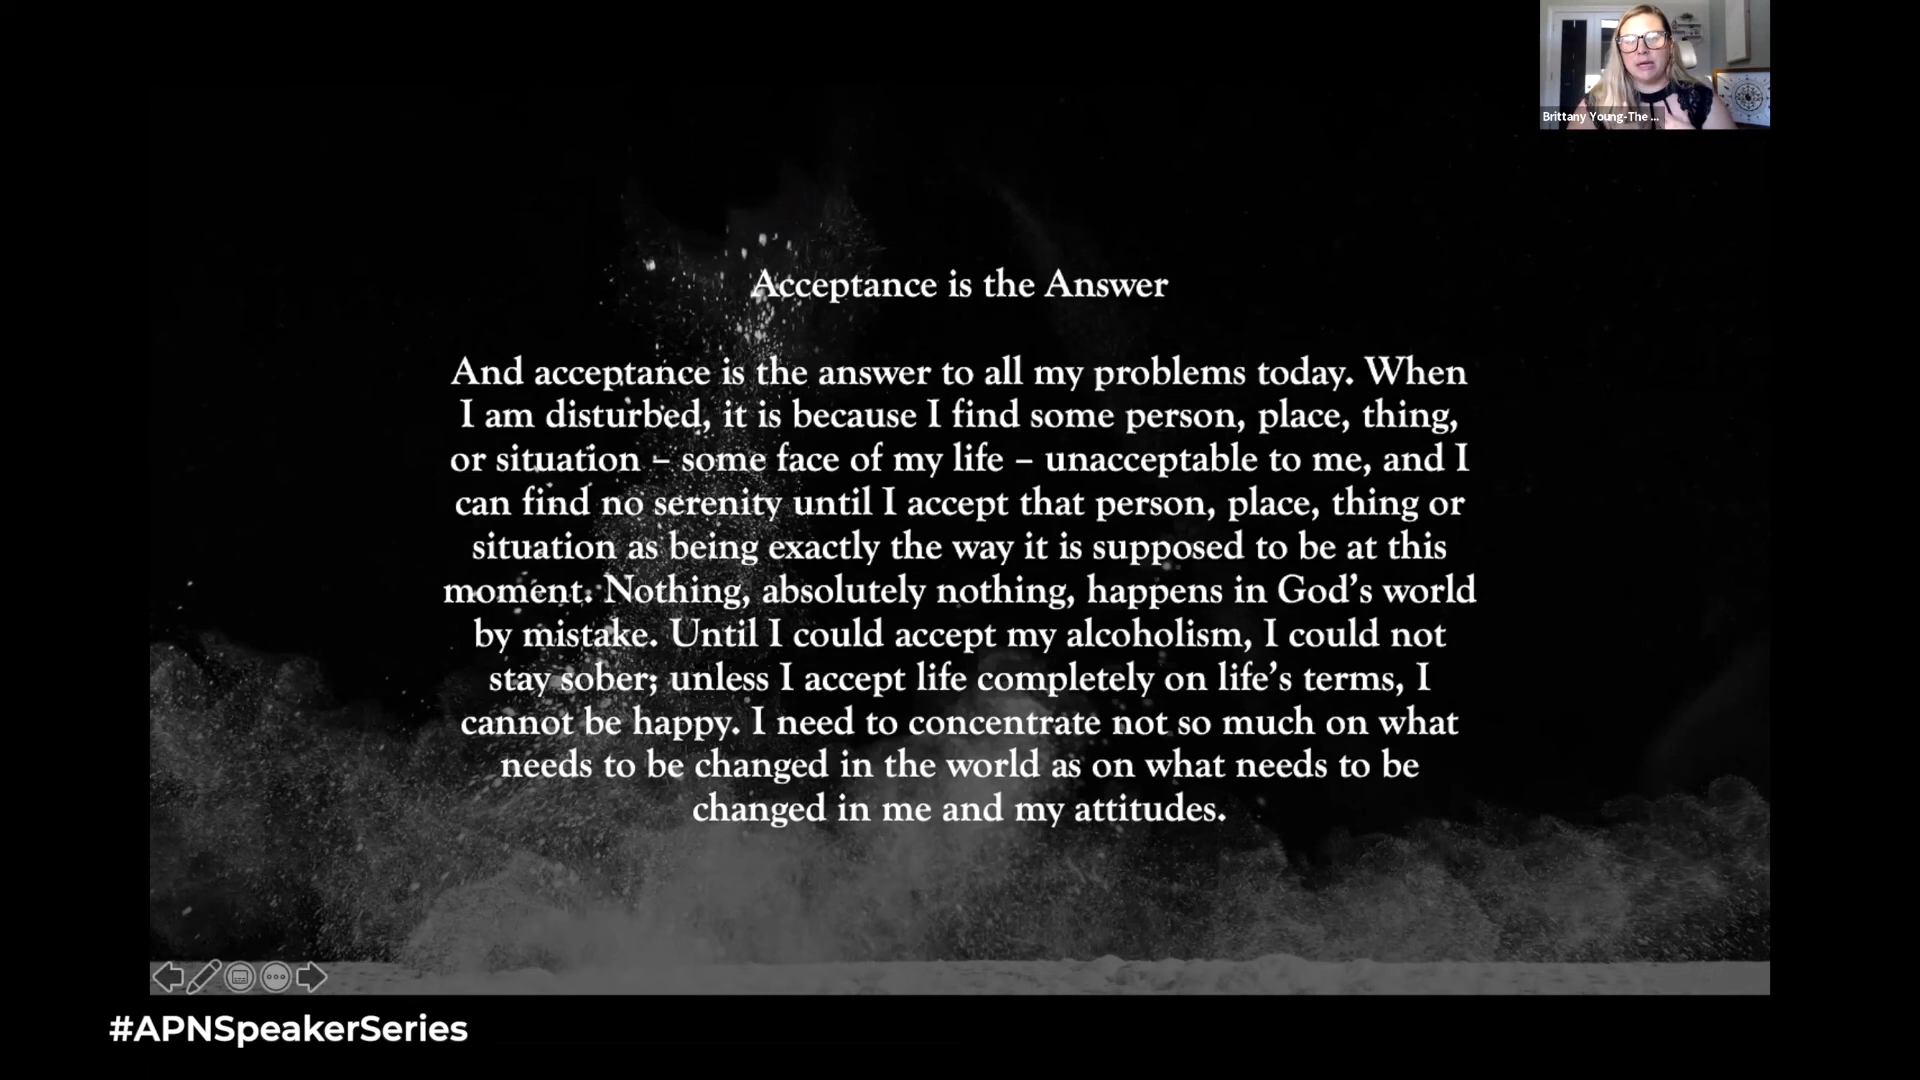 Brittany Young-The ...
Acceptance is the Answer
And acceptance is the answer to all my problems today. When
I am disturbed, it is because I find some person, place, thing,
or situation – some face of my life – unacceptable to me, and I
can find no serenity until I accept that person, place, thing or
situation as being exactly the way it is supposed to be at this
moment. Nothing, absolutely nothing, happens in God’s world
by mistake. Until I could accept my alcoholism, I could not
stay sober; unless I accept life completely on life’s terms, I
cannot be happy. I need to concentrate not so much on what
needs to be changed in the world as on what needs to be
changed in me and my attitudes.
#APNSpeakerSeries